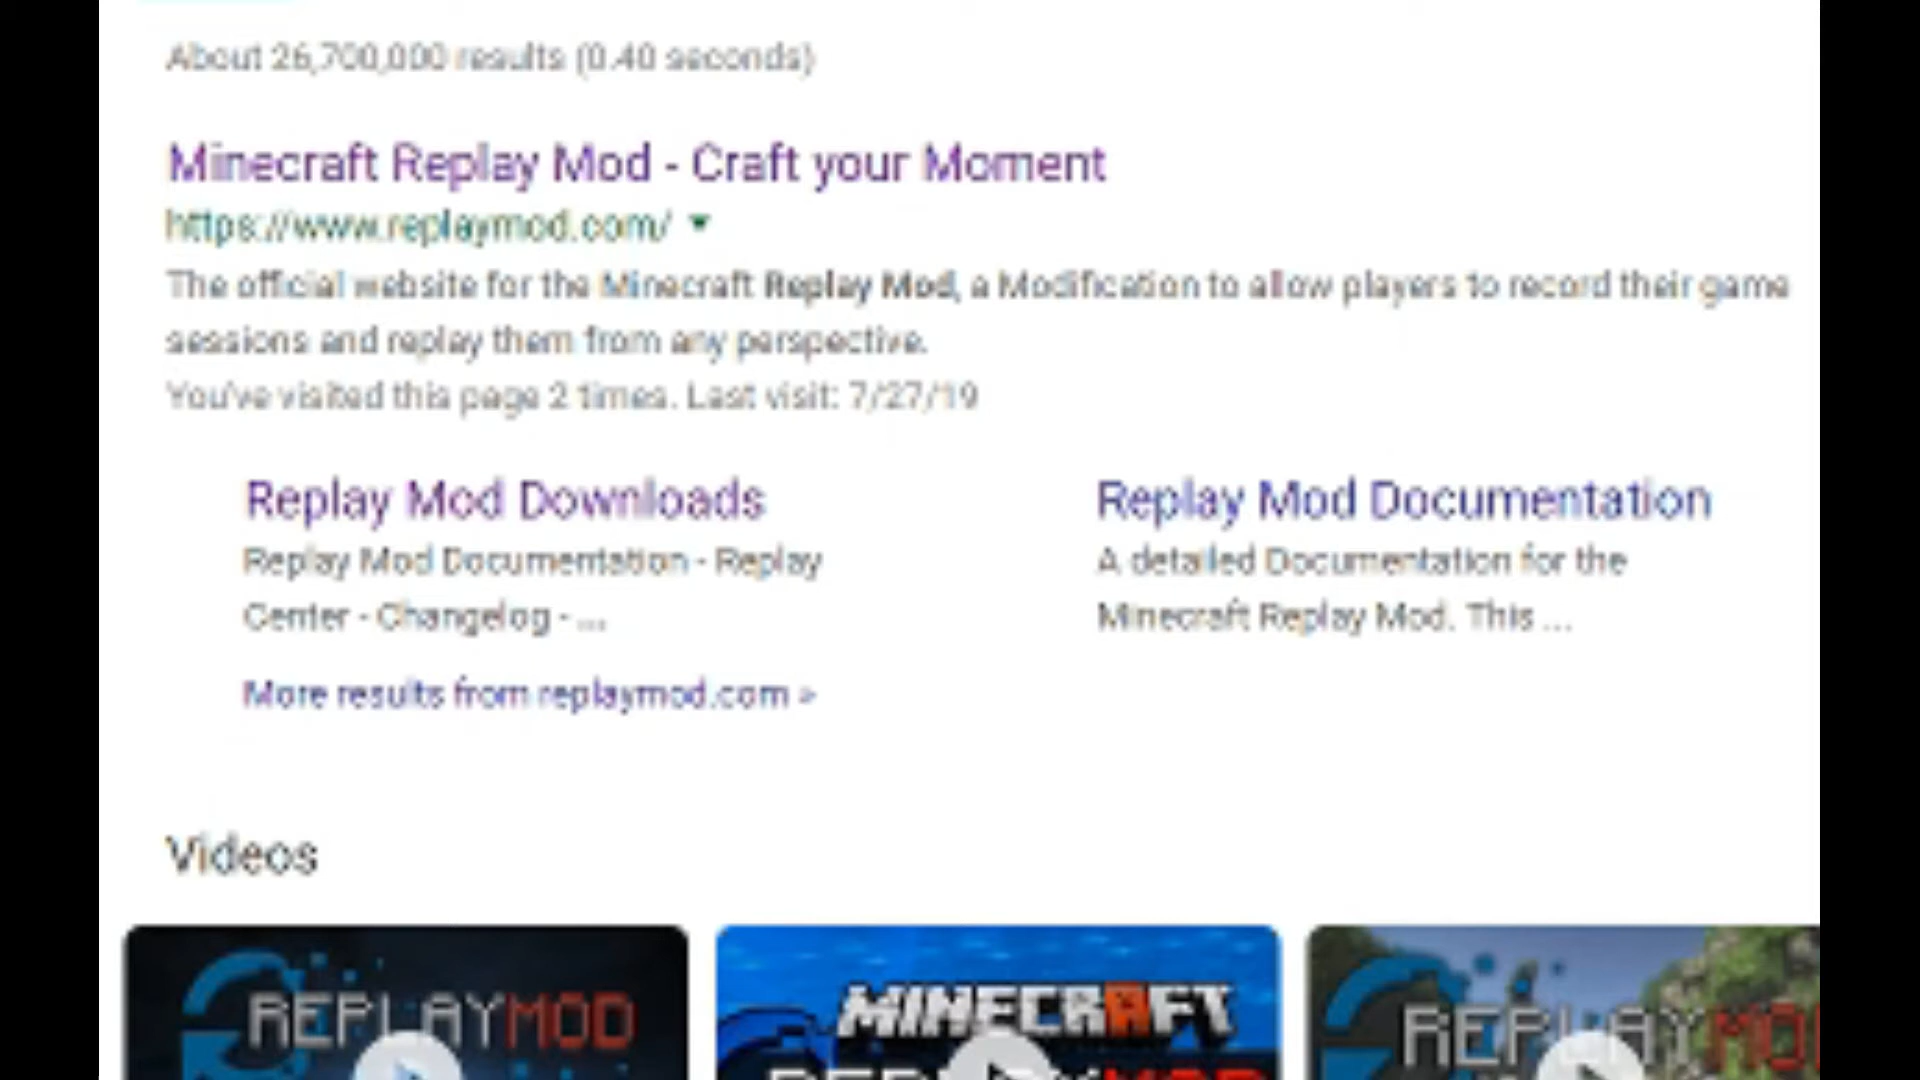 About 26,700,000 results (0.40 seconds)
Minecraft Replay Mod - Craft your Moment
https://www.replaymod.com/ ▼
The official website for the Minecraft Replay Mod, a Modification to allow players to record their game
sessions and replay them from any perspective.
You've visited this page 2 times. Last visit: 7/27/19
Replay Mod Downloads
Replay Mod Documentation - Replay
Center - Changelog - ...
More results from replaymod.com »
Replay Mod Documentation
A detailed Documentation for the
Minecraft Replay Mod. This ...
Videos
REPLAYMOD
MINECRAFT
REPLAYMOD
REPLAYMO